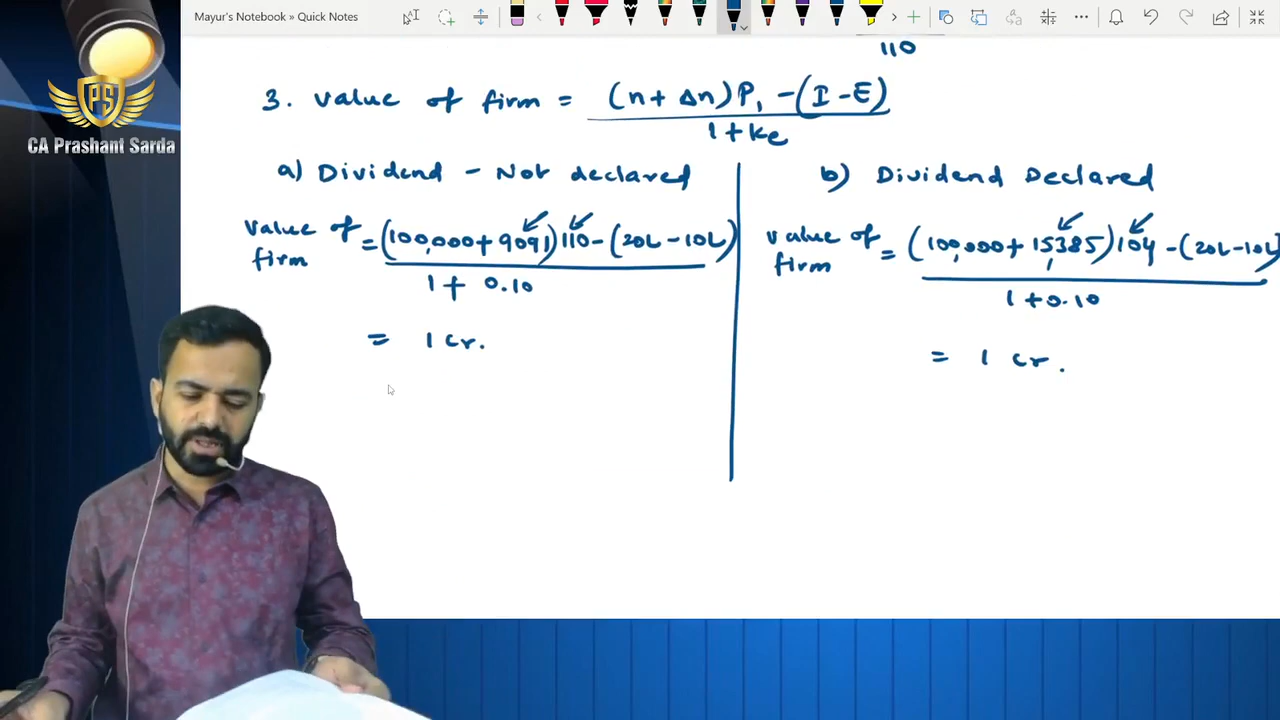 Mayur's Notebook » Quick Notes
PS
CA Prashant Sarda
110
3. Value of firm = (n + Δn) P₁ - (I - E)
1 + ke
a) Dividend - Not declared
value of firm = (100,000 + 9091) 110 - (20L - 10L)
1 + 0.10
= 1 cr.
b) Dividend Declared
value of firm = (100,000 + 15,385) 104 - (20L - 10L)
1 + 0.10
= 1 cr.